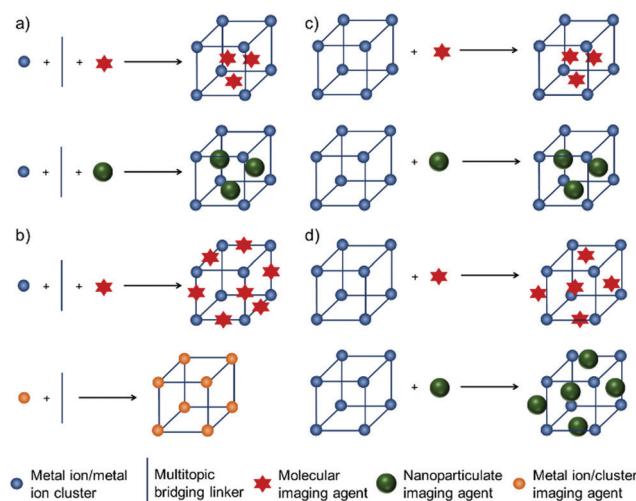 a)
c)
+ + 
+
+ +
+
b)
d)
+ +
+
+
+
Metal ion/metal
ion cluster
Multitopic
bridging linker
Molecular
imaging agent
Nanoparticulate
imaging agent
Metal ion/cluster
imaging agent